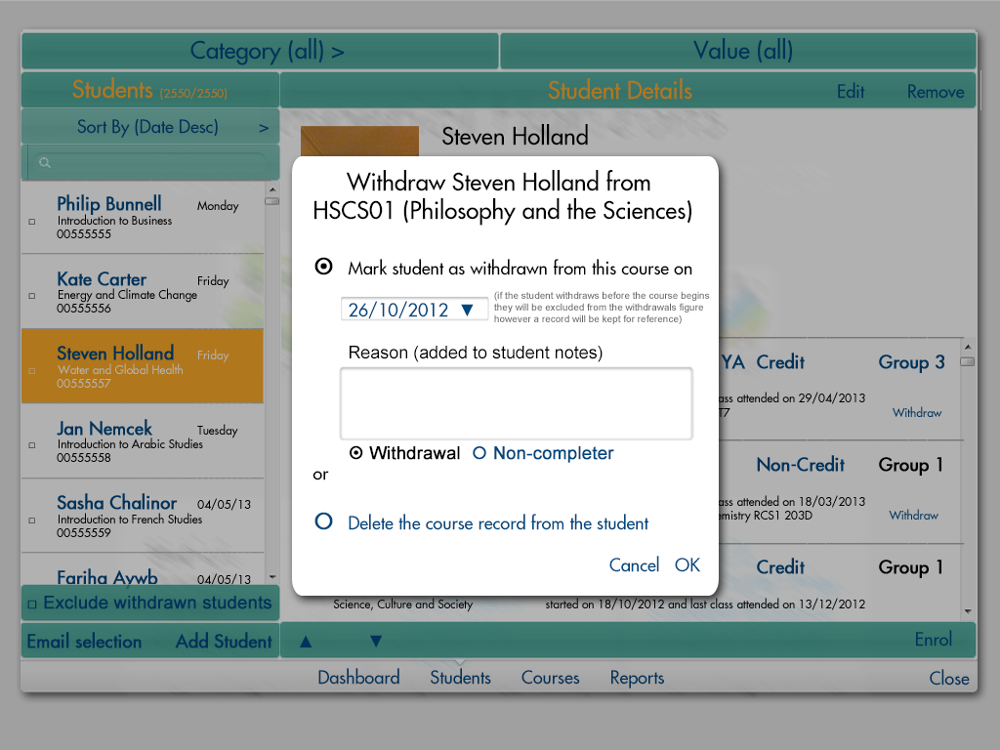 Category (all) >
Value (all)
Students (2550/2550)
Student Details
Edit
Remove
Sort By (Date Desc) >
Philip Bunnell
Monday
Introduction to Business
00555555
Kate Carter
Friday
Energy and Climate Change
00555556
Steven Holland
Friday
Water and Global Health
00555557
Jan Nemcek
Tuesday
Introduction to Arabic Studies
00555558
Sasha Chalinor
04/05/13
Introduction to French Studies
00555559
Fariha Aywb
04/05/13
Exclude withdrawn students
Email selection
Add Student
Steven Holland
Withdraw Steven Holland from
HSCS01 (Philosophy and the Sciences)
Mark student as withdrawn from this course on
26/10/2012 ▼
(if the student withdraws before the course begins
they will be excluded from the withdrawals figure
however a record will be kept for reference)
Reason (added to student notes)
Withdrawal
Non-completer
or
Delete the course record from the student
Cancel
OK
YA Credit
Group 3
ass attended on 29/04/2013
T7
Withdraw
Non-Credit
Group 1
ass attended on 18/03/2013
emistry RCS1 203D
Withdraw
Credit
Group 1
Science, Culture and Society
started on 18/10/2012 and last class attended on 13/12/2012
▲ ▼
Enrol
Dashboard
Students
Courses
Reports
Close